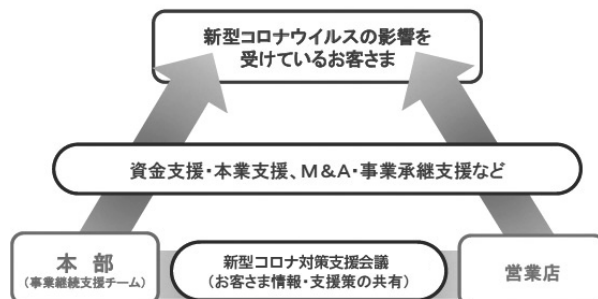 新型コロナウイルスの影響を
受けているお客さま
資金支援・本業支援、M&A・事業承継支援など
本 部
(事業継続支援チーム)
新型コロナ対策支援会議
(お客さま情報・支援策の共有)
営業店